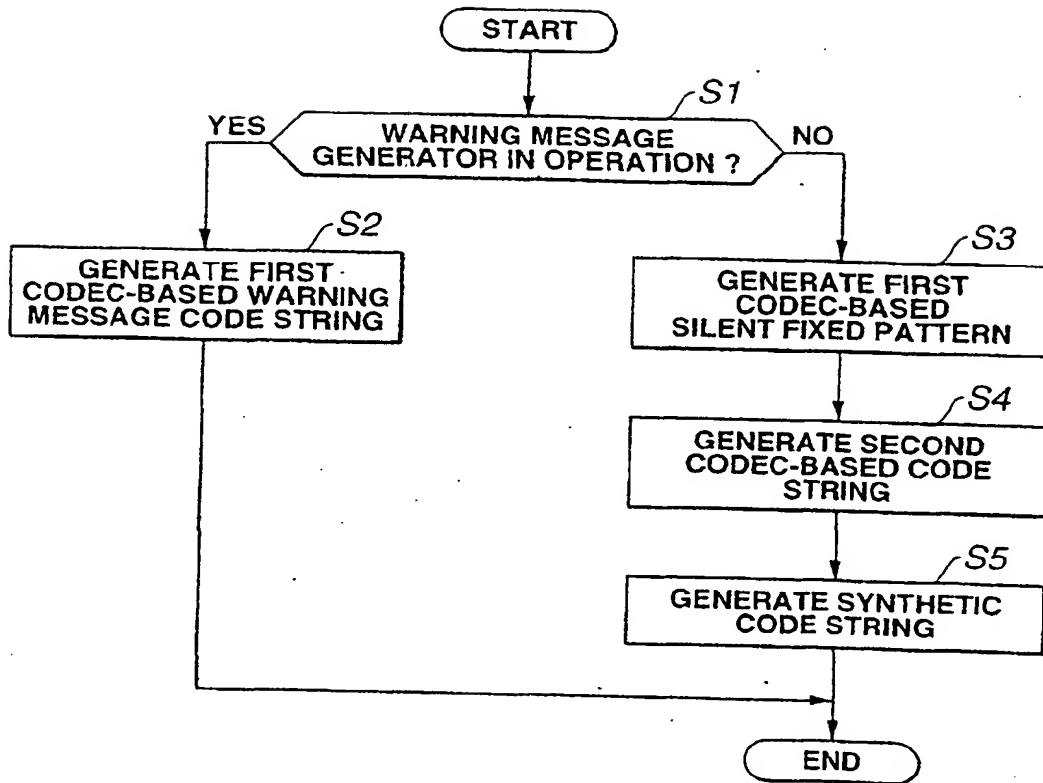 START
S1
YES
WARNING MESSAGE
GENERATOR IN OPERATION ?
NO
S2
GENERATE FIRST
CODEC-BASED WARNING
MESSAGE CODE STRING
S3
GENERATE FIRST
CODEC-BASED
SILENT FIXED PATTERN
S4
GENERATE SECOND
CODEC-BASED CODE
STRING
S5
GENERATE SYNTHETIC
CODE STRING
END